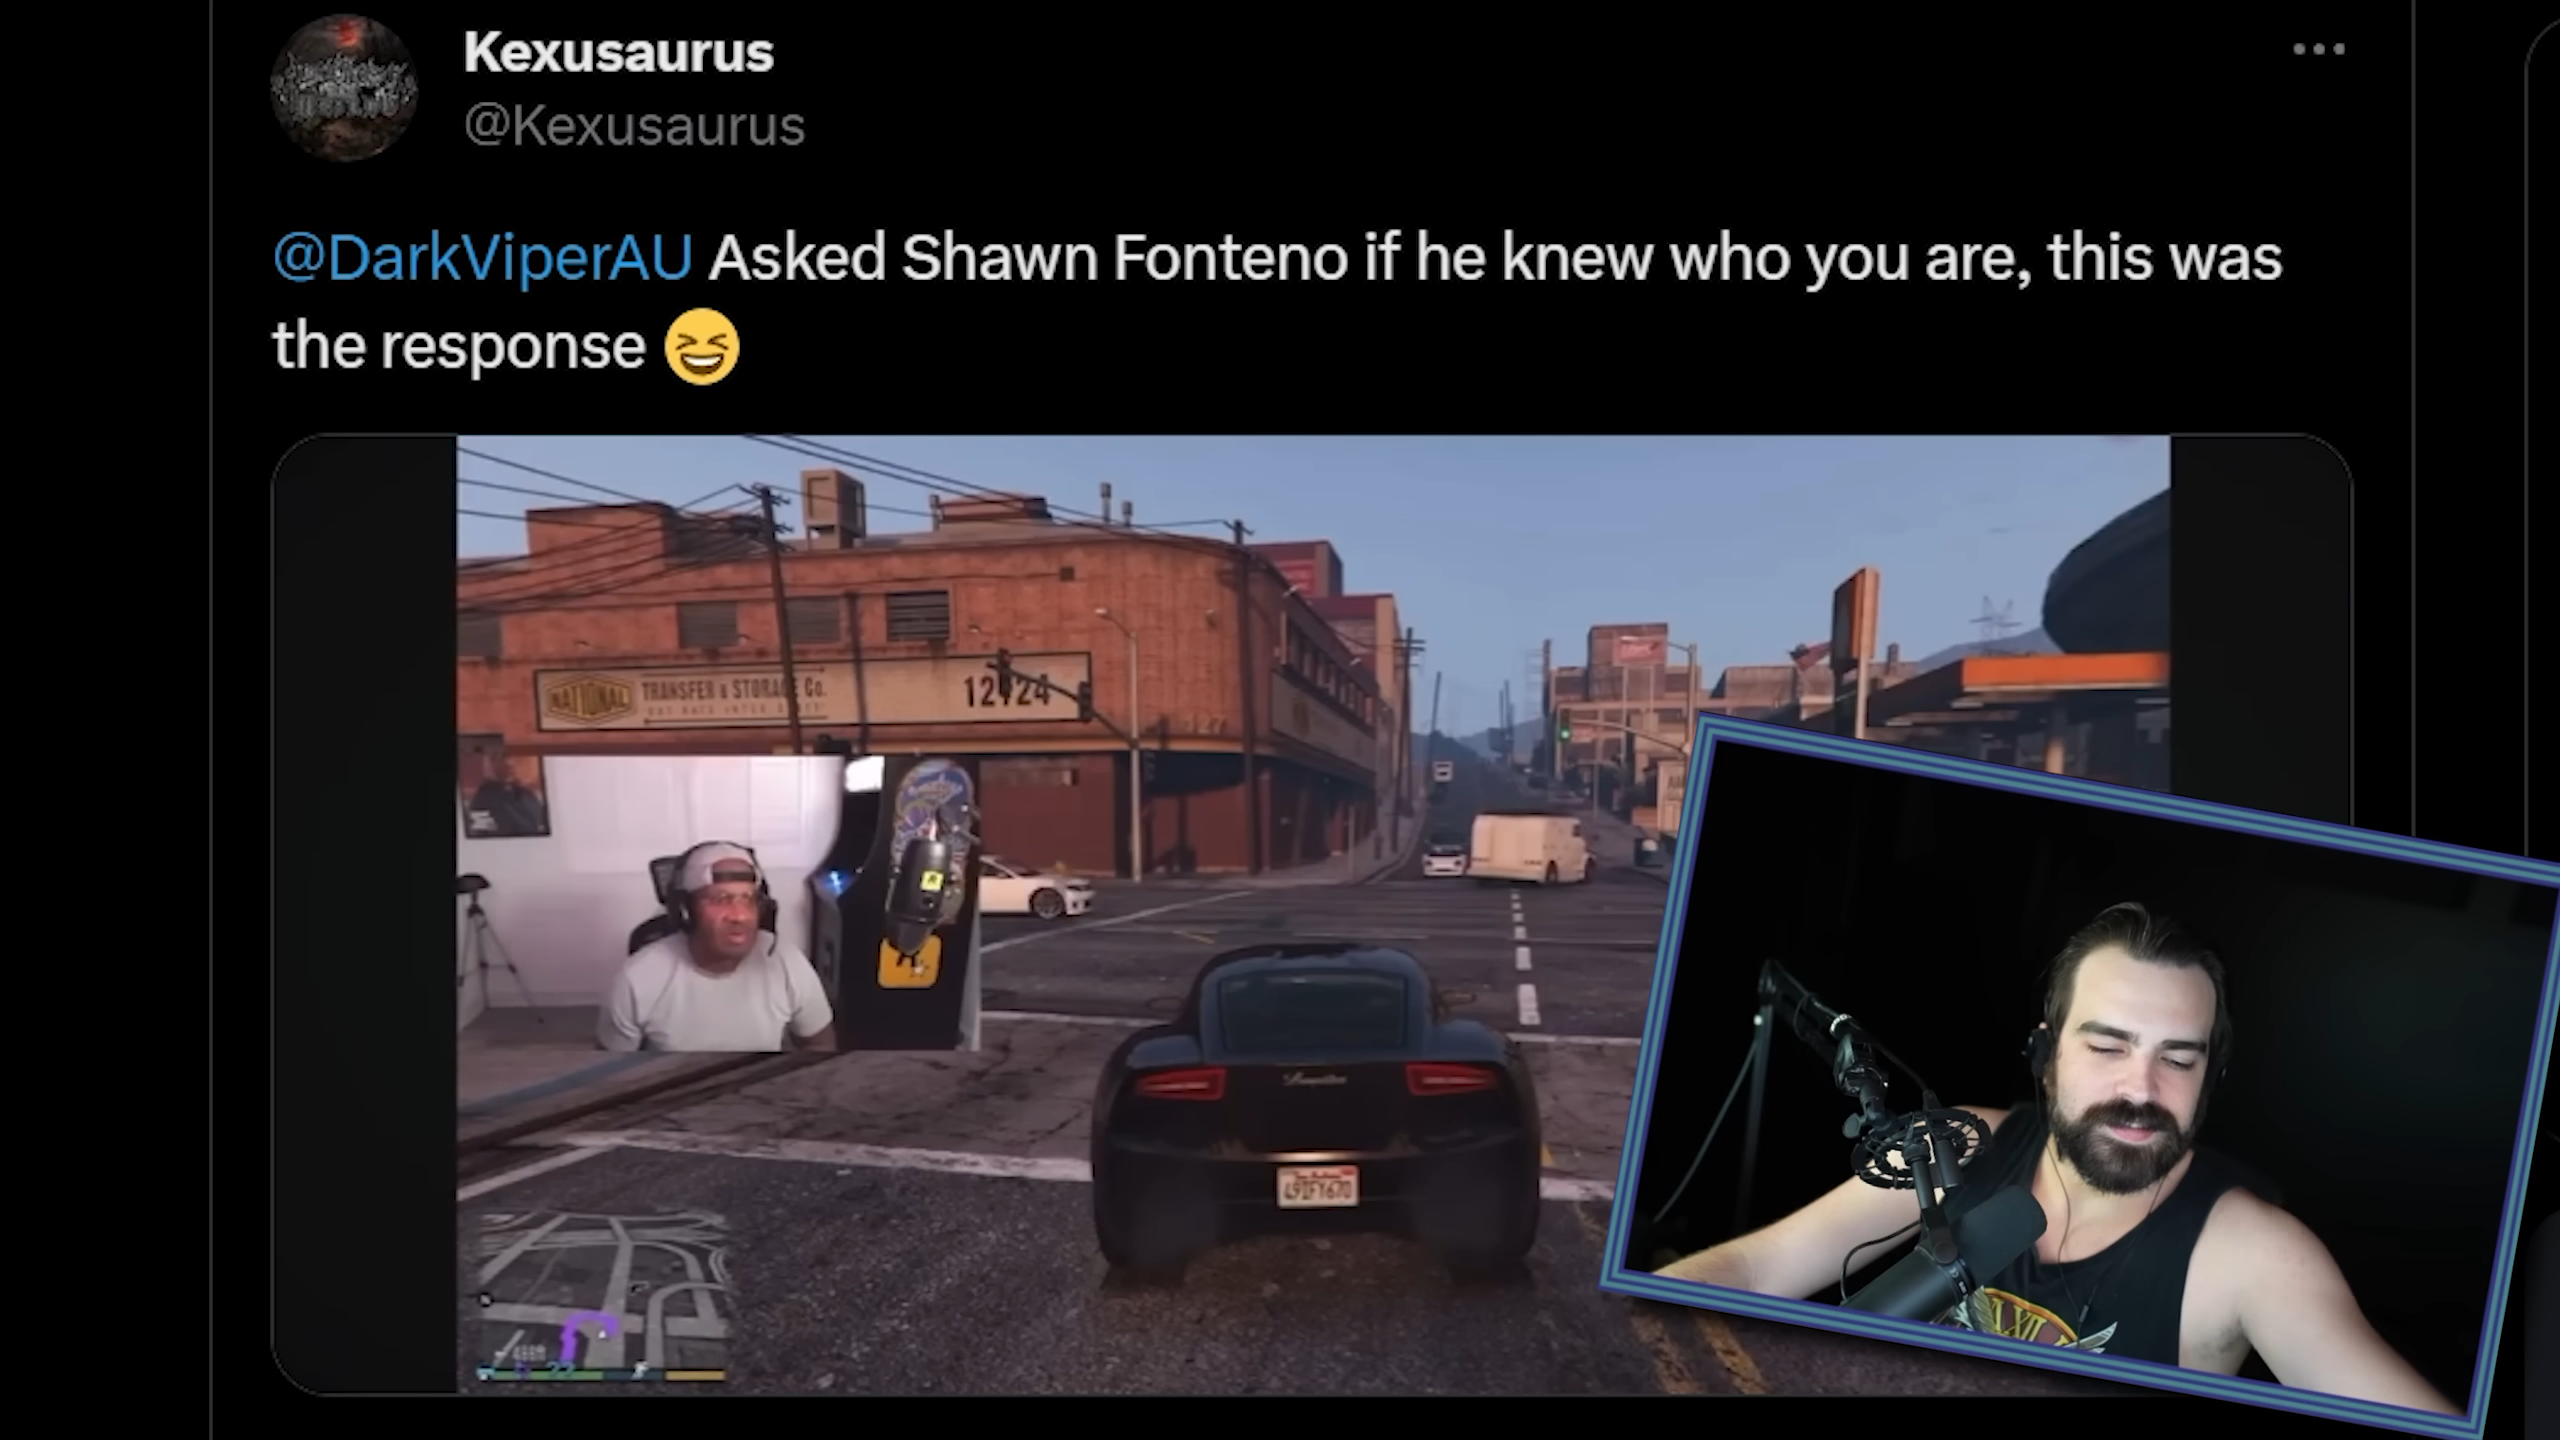 Kexusaurus
@Kexusaurus
@DarkViperAU Asked Shawn Fonteno if he knew who you are, this was
the response 😆
NATIONAL TRANSFER & STORAGE Co. 12424
R
R